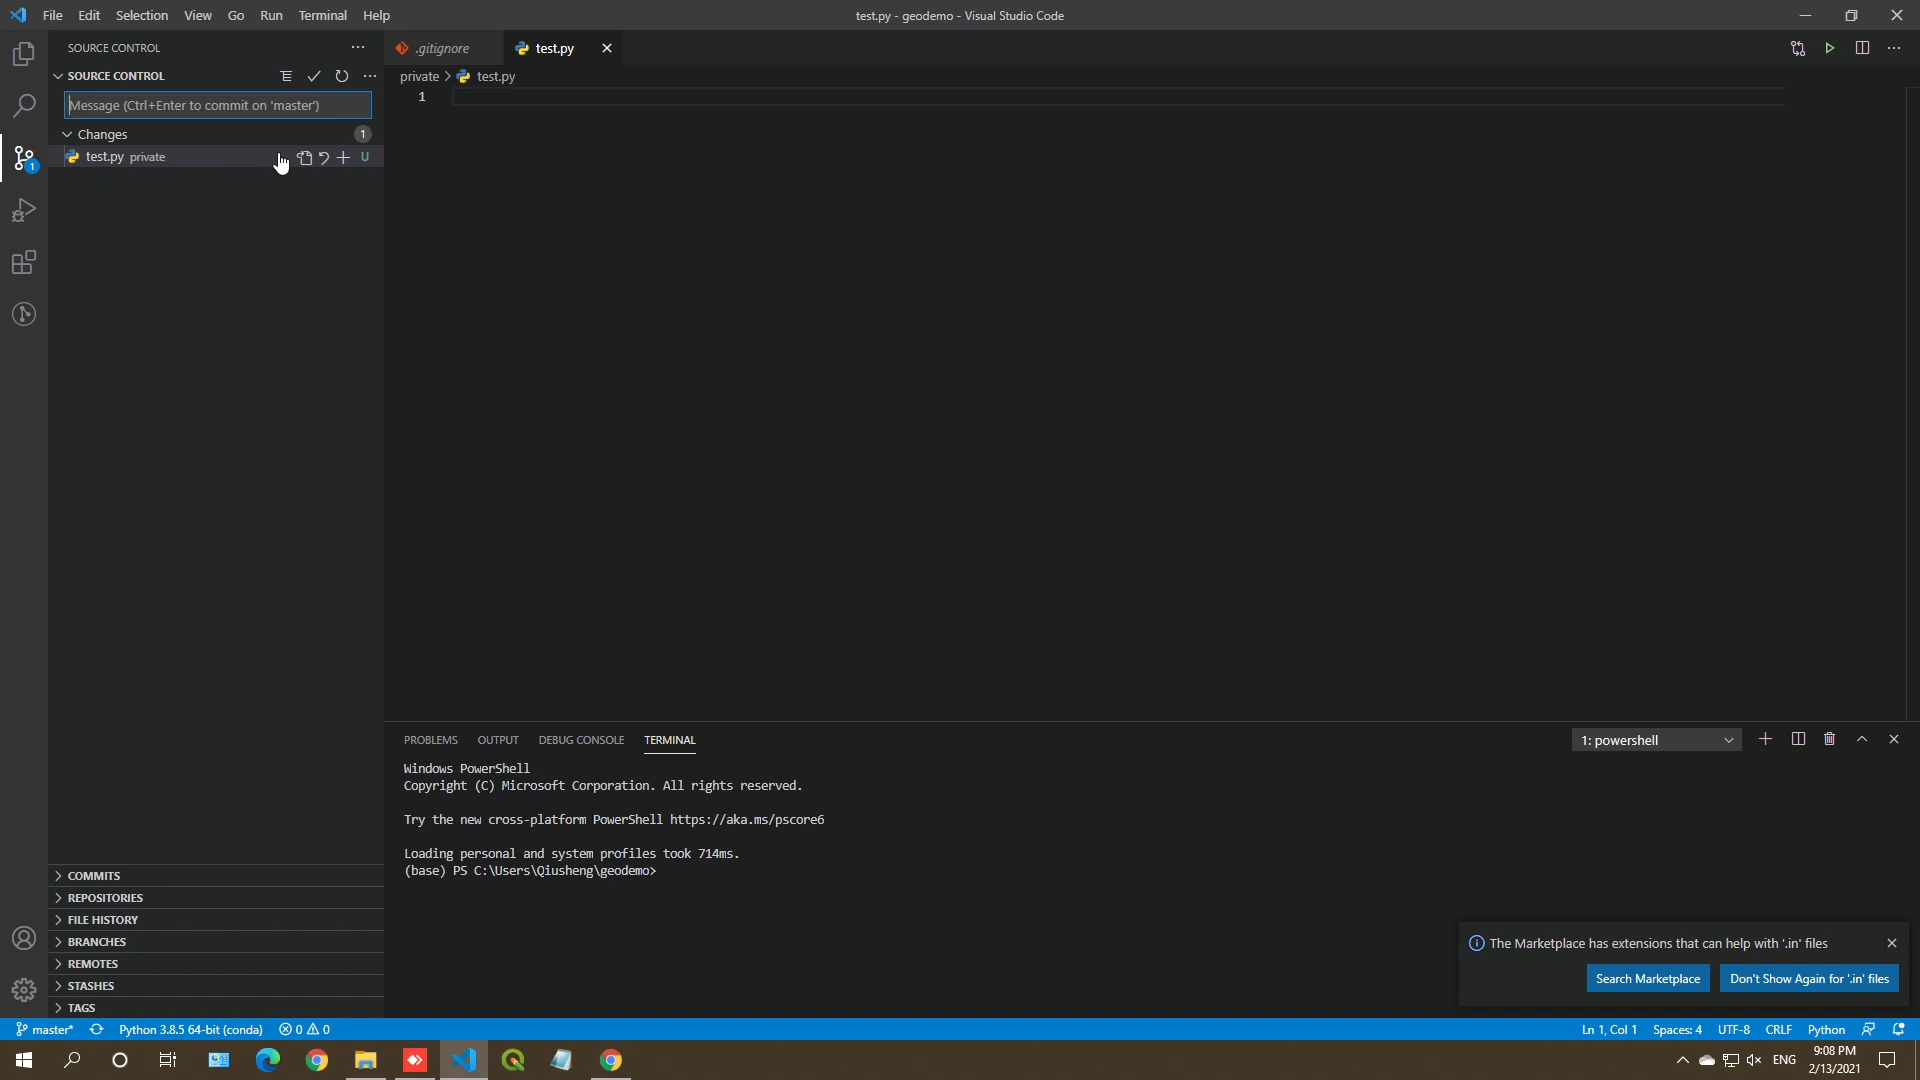 File Edit Selection View Go Run Terminal Help
test.py - geodemo - Visual Studio Code
SOURCE CONTROL
.gitignore
test.py
SOURCE CONTROL
private > test.py
Message (Ctrl+Enter to commit on 'master')
1
Changes 1
test.py private U
1
PROBLEMS OUTPUT DEBUG CONSOLE TERMINAL
1: powershell
Windows PowerShell
Copyright (C) Microsoft Corporation. All rights reserved.
Try the new cross-platform PowerShell https://aka.ms/pscore6
Loading personal and system profiles took 714ms.
(base) PS C:\Users\Qiusheng\geodemo>
COMMITS
REPOSITORIES
FILE HISTORY
BRANCHES
REMOTES
STASHES
TAGS
The Marketplace has extensions that can help with '.in' files
Search Marketplace
Don't Show Again for '.in' files
master* Python 3.8.5 64-bit (conda) 0 0
Ln 1, Col 1 Spaces: 4 UTF-8 CRLF Python
ENG
9:08 PM
2/13/2021